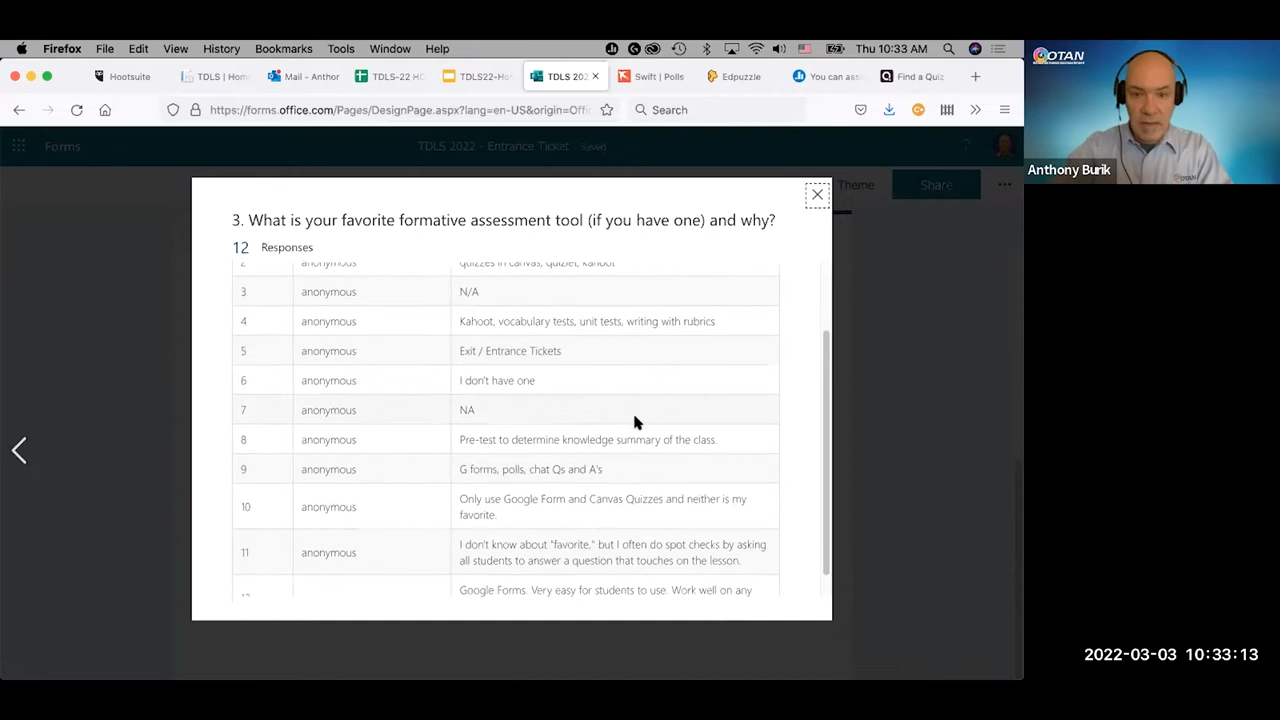 Firefox File Edit View History Bookmarks Tools Window Help Thu 10:33 AM
Hootsuite TDLS | Hom Mail - Anthor TDLS-22 HO TDLS22-Ho TDLS 202 Swift | Polls Edpuzzle You can ass Find a Quiz
https://forms.office.com/Pages/DesignPage.aspx?lang=en-US&origin=Offi Search
OTAN
Forms TDLS 2022 - Entrance Ticket - Saved ?
Theme Share
OTAN
Anthony Burik
3. What is your favorite formative assessment tool (if you have one) and why?
12 Responses
2 anonymous quizzes in canvas, quizlet, kahoot
3 anonymous N/A
4 anonymous Kahoot, vocabulary tests, unit tests, writing with rubrics
5 anonymous Exit / Entrance Tickets
6 anonymous I don't have one
7 anonymous NA
8 anonymous Pre-test to determine knowledge summary of the class.
9 anonymous G forms, polls, chat Qs and A's
10 anonymous Only use Google Form and Canvas Quizzes and neither is my
favorite.
11 anonymous I don't know about "favorite," but I often do spot checks by asking
all students to answer a question that touches on the lesson.
Google Forms. Very easy for students to use. Work well on any
2022-03-03 10:33:13